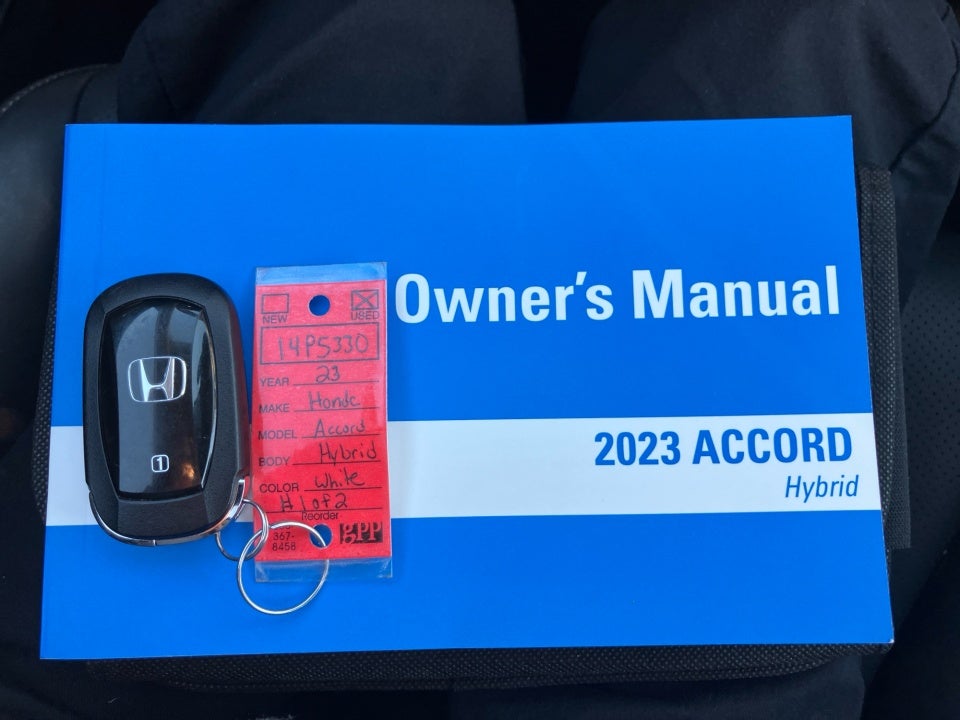 Owner's Manual
2023 ACCORD
Hybrid
1
NEW USED
14P5330
YEAR 23
MAKE Honda
MODEL Accord
BODY Hybrid
COLOR White
#1 of 2
Reorder
367-
8458
gpp